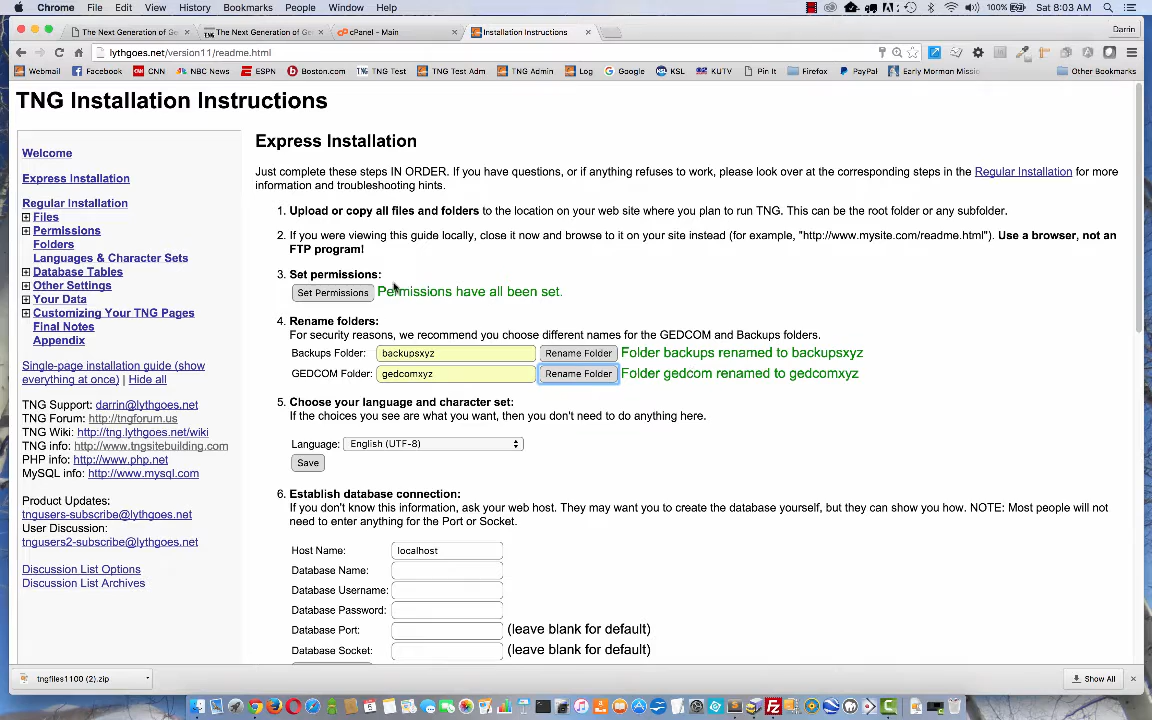 Chrome File Edit View History Bookmarks People Window Help 100% Sat 8:03 AM
The Next Generation of Ge × The Next Generation of Ge × cPanel - Main × Installation Instructions × Darrin
lythgoes.net/version11/readme.html
Webmail Facebook CNN NBC News ESPN Boston.com TNG Test TNG Test Adm TNG Admin Log Google KSL KUTV Pin It Firefox PayPal Early Mormon Missi Other Bookmarks
TNG Installation Instructions
Welcome
Express Installation
Regular Installation
Files
Permissions
Folders
Languages & Character Sets
Database Tables
Other Settings
Your Data
Customizing Your TNG Pages
Final Notes
Appendix
Single-page installation guide (show
everything at once) | Hide all
TNG Support: darrin@lythgoes.net
TNG Forum: http://tngforum.us
TNG Wiki: http://tng.lythgoes.net/wiki
TNG info: http://www.tngsitebuilding.com
PHP info: http://www.php.net
MySQL info: http://www.mysql.com
Product Updates:
tngusers-subscribe@lythgoes.net
User Discussion:
tngusers2-subscribe@lythgoes.net
Discussion List Options
Discussion List Archives
Express Installation
Just complete these steps IN ORDER. If you have questions, or if anything refuses to work, please look over at the corresponding steps in the Regular Installation for more
information and troubleshooting hints.
1. Upload or copy all files and folders to the location on your web site where you plan to run TNG. This can be the root folder or any subfolder.
2. If you were viewing this guide locally, close it now and browse to it on your site instead (for example, "http://www.mysite.com/readme.html"). Use a browser, not an
FTP program!
3. Set permissions:
Set Permissions Permissions have all been set.
4. Rename folders:
For security reasons, we recommend you choose different names for the GEDCOM and Backups folders.
Backups Folder: backupsxyz Rename Folder Folder backups renamed to backupsxyz
GEDCOM Folder: gedcomxyz Rename Folder Folder gedcom renamed to gedcomxyz
5. Choose your language and character set:
If the choices you see are what you want, then you don't need to do anything here.
Language: English (UTF-8)
Save
6. Establish database connection:
If you don't know this information, ask your web host. They may want you to create the database yourself, but they can show you how. NOTE: Most people will not
need to enter anything for the Port or Socket.
Host Name: localhost
Database Name:
Database Username:
Database Password:
Database Port: (leave blank for default)
Database Socket: (leave blank for default)
tngfiles1100 (2).zip Show All